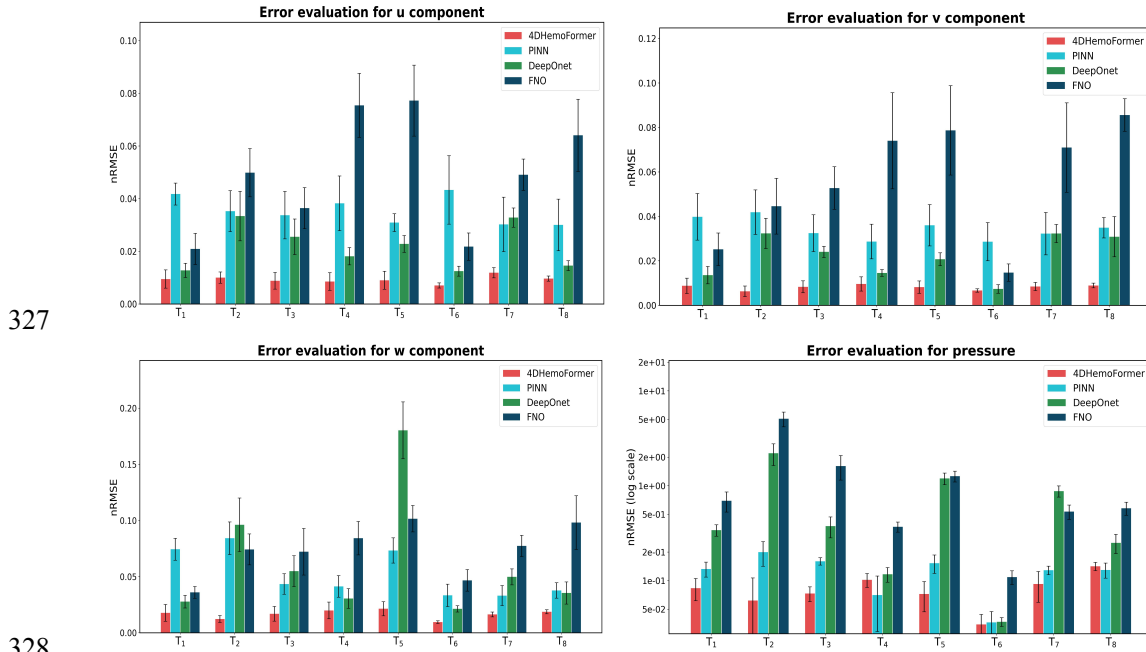 Error evaluation for u component
nRMSE
0.10
0.08
0.06
0.04
0.02
0.00
T₁ T₂ T₃ T₄ T₅ T₆ T₇ T₈
4DHemoFormer
PINN
DeepOnet
FNO
Error evaluation for v component
nRMSE
0.12
0.10
0.08
0.06
0.04
0.02
0.00
T₁ T₂ T₃ T₄ T₅ T₆ T₇ T₈
4DHemoFormer
PINN
DeepOnet
FNO
327
Error evaluation for w component
nRMSE
0.20
0.15
0.10
0.05
0.00
T₁ T₂ T₃ T₄ T₅ T₆ T₇ T₈
4DHemoFormer
PINN
DeepOnet
FNO
Error evaluation for pressure
nRMSE (log scale)
2e+01
1e+01
2e+00
1e+00
5e-01
2e-01
1e-01
5e-02
T₁ T₂ T₃ T₄ T₅ T₆ T₇ T₈
4DHemoFormer
PINN
DeepOnet
FNO
328